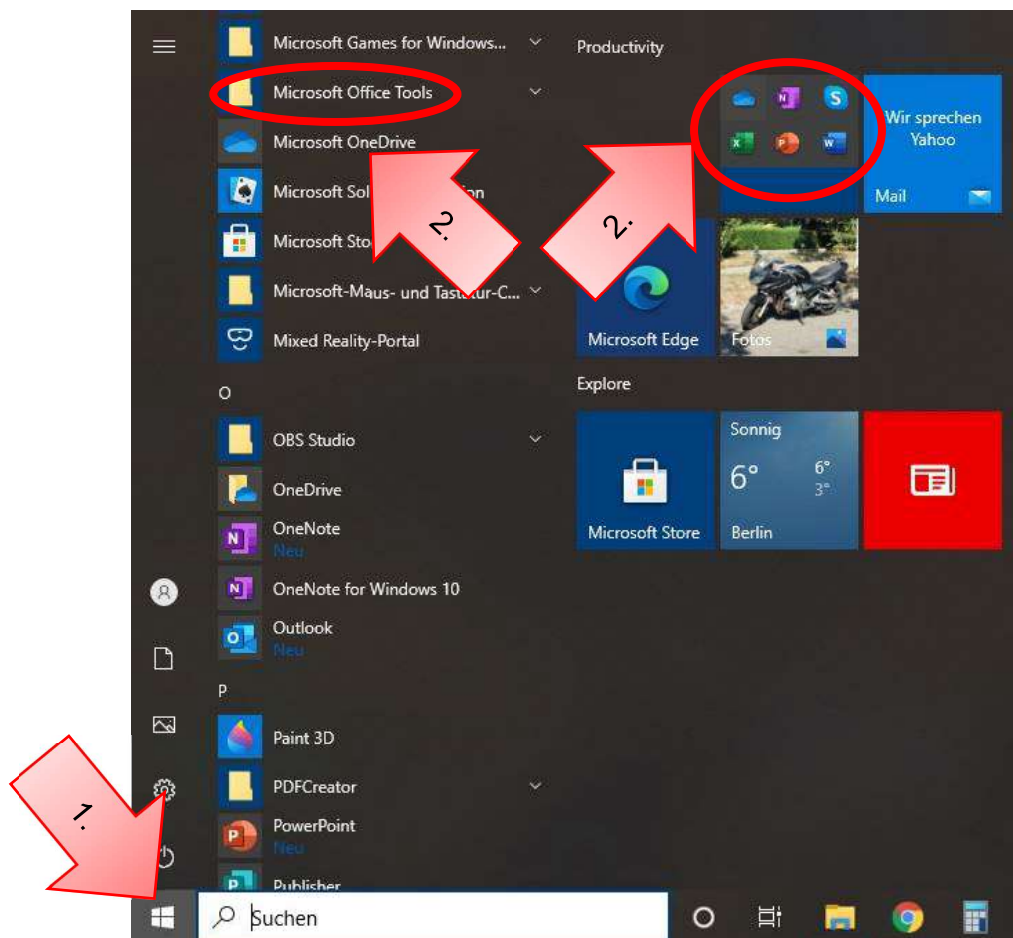 Microsoft Games for Windows...
Microsoft Office Tools
Microsoft OneDrive
Microsoft Sol
on
Microsoft Sto
Microsoft-Maus- und Tastatur-C...
Mixed Reality-Portal
O
OBS Studio
OneDrive
OneNote
Neu
OneNote for Windows 10
Outlook
Neu
P
Paint 3D
PDFCreator
PowerPoint
Neu
Publisher
Suchen
1.
2.
2.
Productivity
Wir sprechen
Yahoo
Mail
Microsoft Edge
Fotos
Explore
Microsoft Store
Sonnig
6°
6°
3°
Berlin